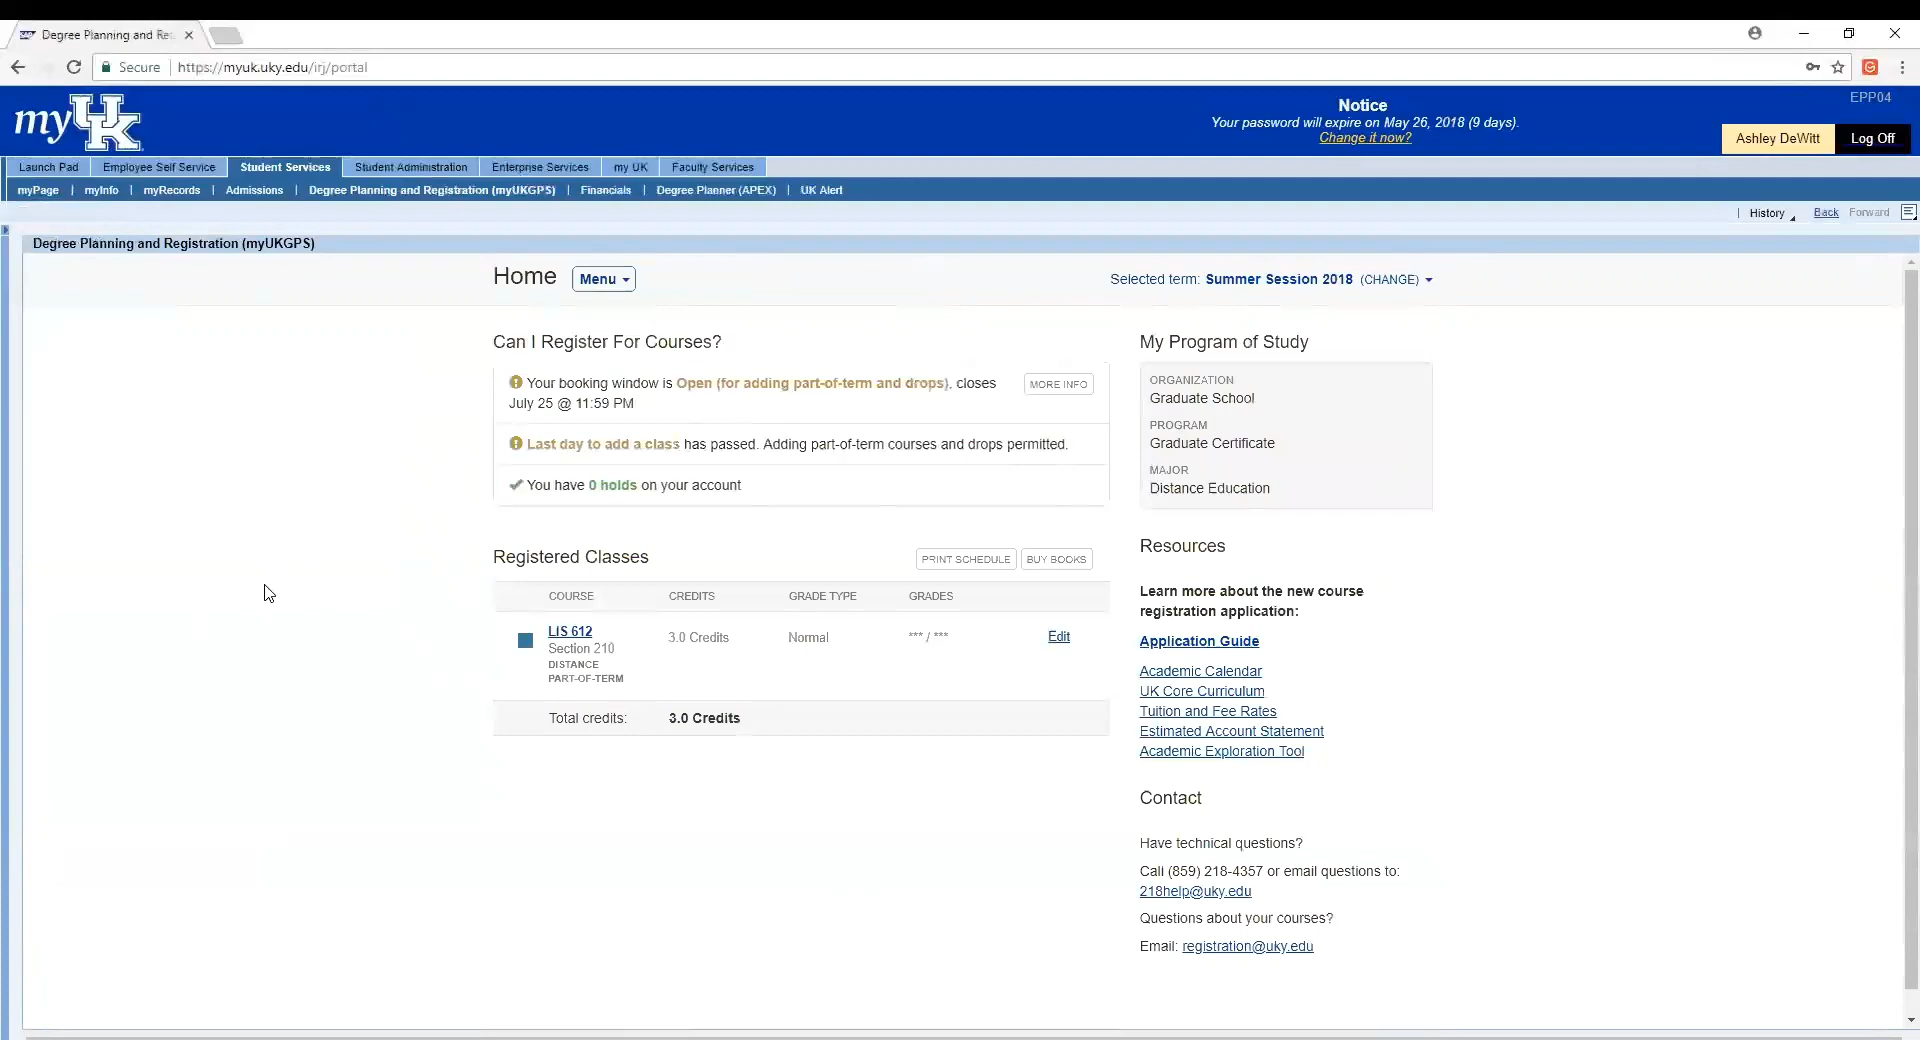 Degree Planning and Re
Secure https://myuk.uky.edu/irj/portal
my UK
Notice
Your password will expire on May 26, 2018 (9 days).
Change it now?
EPP04
Ashley DeWitt
Log Off
Launch Pad
Employee Self Service
Student Services
Student Administration
Enterprise Services
my UK
Faculty Services
myPage | myInfo | myRecords | Admissions | Degree Planning and Registration (myUKGPS) | Financials | Degree Planner (APEX) | UK Alert
| History Back Forward
Degree Planning and Registration (myUKGPS)
Home
Menu
Selected term: Summer Session 2018 (CHANGE)
Can I Register For Courses?
Your booking window is Open (for adding part-of-term and drops), closes
July 25 @ 11:59 PM
MORE INFO
Last day to add a class has passed. Adding part-of-term courses and drops permitted.
You have 0 holds on your account
Registered Classes
PRINT SCHEDULE
BUY BOOKS
COURSE CREDITS GRADE TYPE GRADES
LIS 612 3.0 Credits Normal *** / *** Edit
Section 210
DISTANCE
PART-OF-TERM
Total credits: 3.0 Credits
My Program of Study
ORGANIZATION
Graduate School
PROGRAM
Graduate Certificate
MAJOR
Distance Education
Resources
Learn more about the new course
registration application:
Application Guide
Academic Calendar
UK Core Curriculum
Tuition and Fee Rates
Estimated Account Statement
Academic Exploration Tool
Contact
Have technical questions?
Call (859) 218-4357 or email questions to:
218help@uky.edu
Questions about your courses?
Email: registration@uky.edu